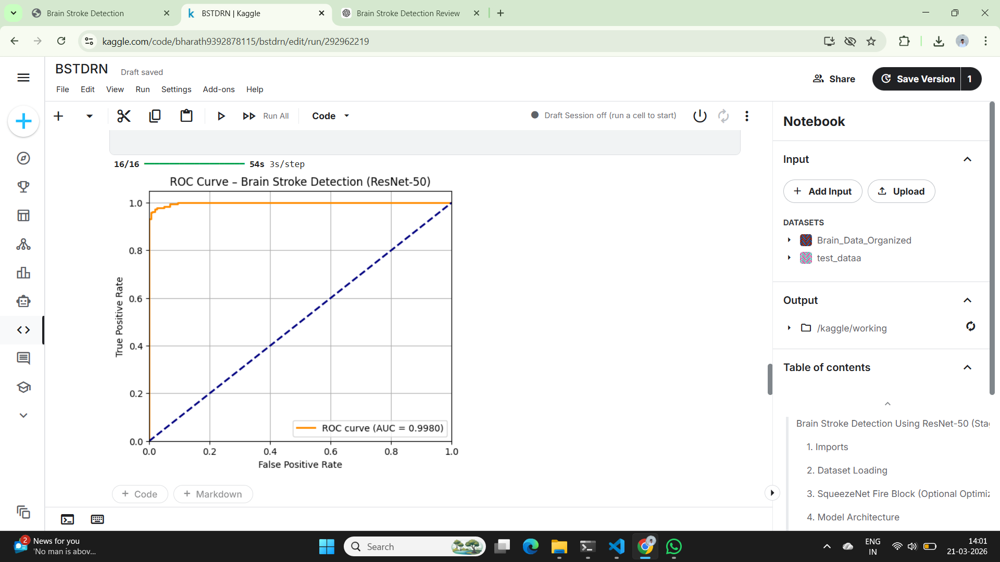 Brain Stroke Detection
BSTDRN | Kaggle
Brain Stroke Detection Review
kaggle.com/code/bharath9392878115/bstdrn/edit/run/292962219
BSTDRN
Draft saved
File Edit View Run Settings Add-ons Help
Share
Save Version 1
Run All
Code
Draft Session off (run a cell to start)
16/16 54s 3s/step
ROC Curve – Brain Stroke Detection (ResNet-50)
1.0
0.8
0.6
0.4
0.2
0.0
True Positive Rate
ROC curve (AUC = 0.9980)
0.0 0.2 0.4 0.6 0.8 1.0
False Positive Rate
+ Code
+ Markdown
Notebook
Input
+ Add Input
Upload
DATASETS
Brain_Data_Organized
test_dataa
Output
/kaggle/working
Table of contents
Brain Stroke Detection Using ResNet-50 (Sta
1. Imports
2. Dataset Loading
3. SqueezeNet Fire Block (Optional Optimiz
4. Model Architecture
2
News for you
'No man is abov...
Search
ENG
IN
14:01
21-03-2026